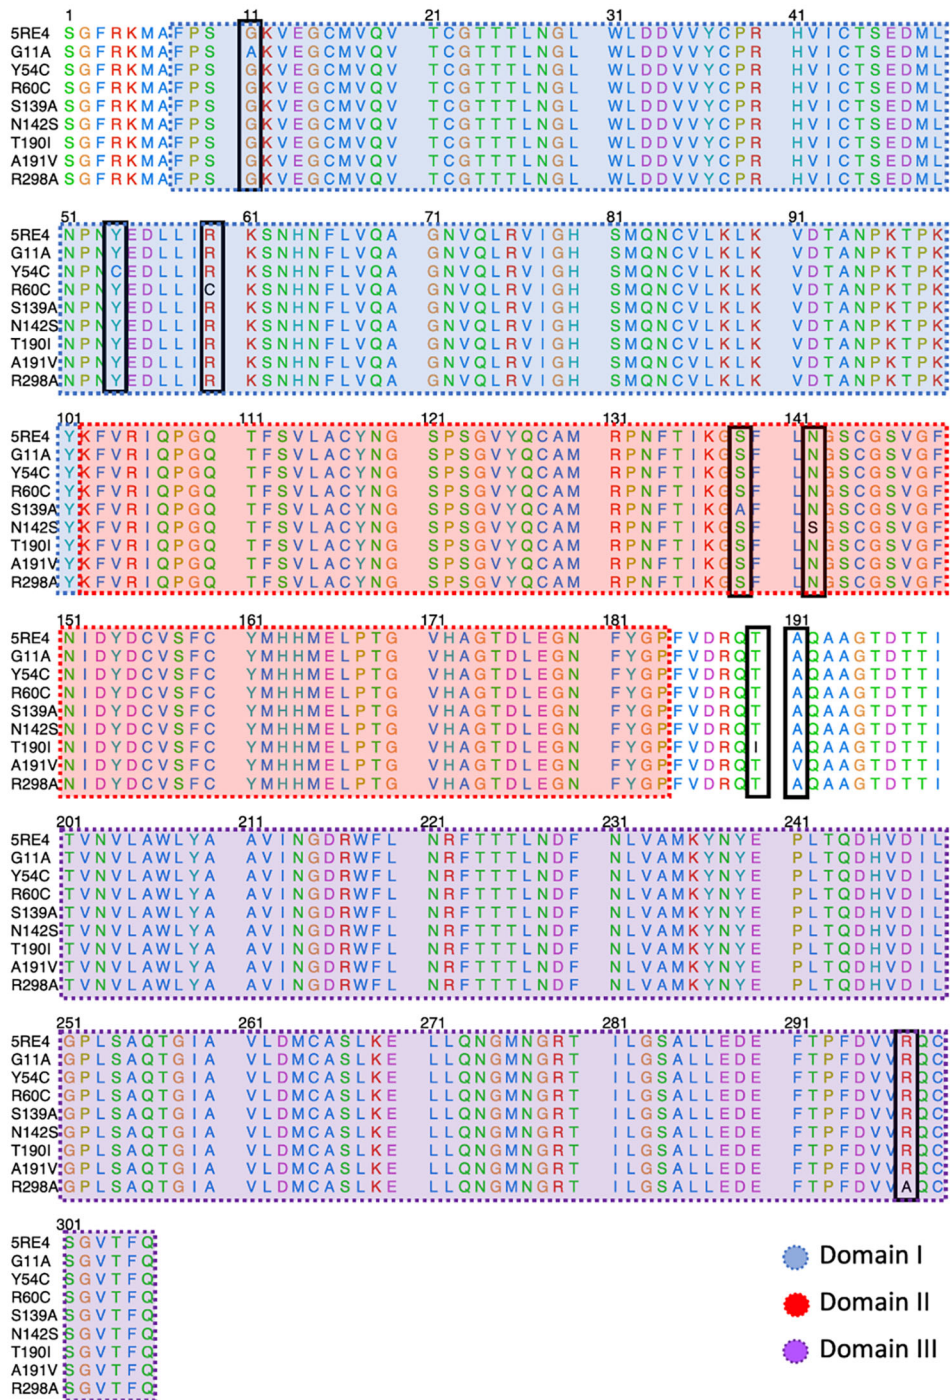 1 11 21 31 41
5RE4 SGFRKMAFPS GKVEGCMVQV TCGTTTLNGL WLDDVVYCPR HVICTSEDML
G11A SGFRKMAFPS AKVEGCMVQV TCGTTTLNGL WLDDVVYCPR HVICTSEDML
Y54C SGFRKMAFPS GKVEGCMVQV TCGTTTLNGL WLDDVVYCPR HVICTSEDML
R60C SGFRKMAFPS GKVEGCMVQV TCGTTTLNGL WLDDVVYCPR HVICTSEDML
S139A SGFRKMAFPS GKVEGCMVQV TCGTTTLNGL WLDDVVYCPR HVICTSEDML
N142S SGFRKMAFPS GKVEGCMVQV TCGTTTLNGL WLDDVVYCPR HVICTSEDML
T190I SGFRKMAFPS GKVEGCMVQV TCGTTTLNGL WLDDVVYCPR HVICTSEDML
A191V SGFRKMAFPS GKVEGCMVQV TCGTTTLNGL WLDDVVYCPR HVICTSEDML
R298A SGFRKMAFPS GKVEGCMVQV TCGTTTLNGL WLDDVVYCPR HVICTSEDML
51 61 71 81 91
5RE4 NPNYEDLLIR KSNHNFLVQA GNVQLRVIGH SMQNCVLKLK VDTANPKTPK
G11A NPNYEDLLIR KSNHNFLVQA GNVQLRVIGH SMQNCVLKLK VDTANPKTPK
Y54C NPNCEDLLIR KSNHNFLVQA GNVQLRVIGH SMQNCVLKLK VDTANPKTPK
R60C NPNYEDLLIC KSNHNFLVQA GNVQLRVIGH SMQNCVLKLK VDTANPKTPK
S139A NPNYEDLLIR KSNHNFLVQA GNVQLRVIGH SMQNCVLKLK VDTANPKTPK
N142S NPNYEDLLIR KSNHNFLVQA GNVQLRVIGH SMQNCVLKLK VDTANPKTPK
T190I NPNYEDLLIR KSNHNFLVQA GNVQLRVIGH SMQNCVLKLK VDTANPKTPK
A191V NPNYEDLLIR KSNHNFLVQA GNVQLRVIGH SMQNCVLKLK VDTANPKTPK
R298A NPNYEDLLIR KSNHNFLVQA GNVQLRVIGH SMQNCVLKLK VDTANPKTPK
101 111 121 131 141
5RE4 YKFVRIQPGQ TFSVLACYNG SPSGVYQCAM RPNFTIKGSF LNGSCGSVGF
G11A YKFVRIQPGQ TFSVLACYNG SPSGVYQCAM RPNFTIKGSF LNGSCGSVGF
Y54C YKFVRIQPGQ TFSVLACYNG SPSGVYQCAM RPNFTIKGSF LNGSCGSVGF
R60C YKFVRIQPGQ TFSVLACYNG SPSGVYQCAM RPNFTIKGSF LNGSCGSVGF
S139A YKFVRIQPGQ TFSVLACYNG SPSGVYQCAM RPNFTIKGAF LNGSCGSVGF
N142S YKFVRIQPGQ TFSVLACYNG SPSGVYQCAM RPNFTIKGSF LSGSCGSVGF
T190I YKFVRIQPGQ TFSVLACYNG SPSGVYQCAM RPNFTIKGSF LNGSCGSVGF
A191V YKFVRIQPGQ TFSVLACYNG SPSGVYQCAM RPNFTIKGSF LNGSCGSVGF
R298A YKFVRIQPGQ TFSVLACYNG SPSGVYQCAM RPNFTIKGSF LNGSCGSVGF
151 161 171 181 191
5RE4 NIDYDCVSFC YMHHMELPTG VHAGTDLEGN FYGPFVDRQT AQAAGTDTTI
G11A NIDYDCVSFC YMHHMELPTG VHAGTDLEGN FYGPFVDRQT AQAAGTDTTI
Y54C NIDYDCVSFC YMHHMELPTG VHAGTDLEGN FYGPFVDRQT AQAAGTDTTI
R60C NIDYDCVSFC YMHHMELPTG VHAGTDLEGN FYGPFVDRQT AQAAGTDTTI
S139A NIDYDCVSFC YMHHMELPTG VHAGTDLEGN FYGPFVDRQT AQAAGTDTTI
N142S NIDYDCVSFC YMHHMELPTG VHAGTDLEGN FYGPFVDRQT AQAAGTDTTI
T190I NIDYDCVSFC YMHHMELPTG VHAGTDLEGN FYGPFVDRQI AQAAGTDTTI
A191V NIDYDCVSFC YMHHMELPTG VHAGTDLEGN FYGPFVDRQT VQAAGTDTTI
R298A NIDYDCVSFC YMHHMELPTG VHAGTDLEGN FYGPFVDRQT AQAAGTDTTI
201 211 221 231 241
5RE4 TVNVLAWLYA AVINGDRWFL NRFTTTLNDF NLVAMKYNYE PLTQDHVDIL
G11A TVNVLAWLYA AVINGDRWFL NRFTTTLNDF NLVAMKYNYE PLTQDHVDIL
Y54C TVNVLAWLYA AVINGDRWFL NRFTTTLNDF NLVAMKYNYE PLTQDHVDIL
R60C TVNVLAWLYA AVINGDRWFL NRFTTTLNDF NLVAMKYNYE PLTQDHVDIL
S139A TVNVLAWLYA AVINGDRWFL NRFTTTLNDF NLVAMKYNYE PLTQDHVDIL
N142S TVNVLAWLYA AVINGDRWFL NRFTTTLNDF NLVAMKYNYE PLTQDHVDIL
T190I TVNVLAWLYA AVINGDRWFL NRFTTTLNDF NLVAMKYNYE PLTQDHVDIL
A191V TVNVLAWLYA AVINGDRWFL NRFTTTLNDF NLVAMKYNYE PLTQDHVDIL
R298A TVNVLAWLYA AVINGDRWFL NRFTTTLNDF NLVAMKYNYE PLTQDHVDIL
251 261 271 281 291
5RE4 GPLSAQTGIA VLDMCASLKE LLQNGMNGRT ILGSALLEDE FTPFDVVRQC
G11A GPLSAQTGIA VLDMCASLKE LLQNGMNGRT ILGSALLEDE FTPFDVVRQC
Y54C GPLSAQTGIA VLDMCASLKE LLQNGMNGRT ILGSALLEDE FTPFDVVRQC
R60C GPLSAQTGIA VLDMCASLKE LLQNGMNGRT ILGSALLEDE FTPFDVVRQC
S139A GPLSAQTGIA VLDMCASLKE LLQNGMNGRT ILGSALLEDE FTPFDVVRQC
N142S GPLSAQTGIA VLDMCASLKE LLQNGMNGRT ILGSALLEDE FTPFDVVRQC
T190I GPLSAQTGIA VLDMCASLKE LLQNGMNGRT ILGSALLEDE FTPFDVVRQC
A191V GPLSAQTGIA VLDMCASLKE LLQNGMNGRT ILGSALLEDE FTPFDVVRQC
R298A GPLSAQTGIA VLDMCASLKE LLQNGMNGRT ILGSALLEDE FTPFDVVAQC
301
5RE4 SGVTFQ
G11A SGVTFQ
Y54C SGVTFQ
R60C SGVTFQ
S139A SGVTFQ
N142S SGVTFQ
T190I SGVTFQ
A191V SGVTFQ
R298A SGVTFQ
Domain I
Domain II
Domain III